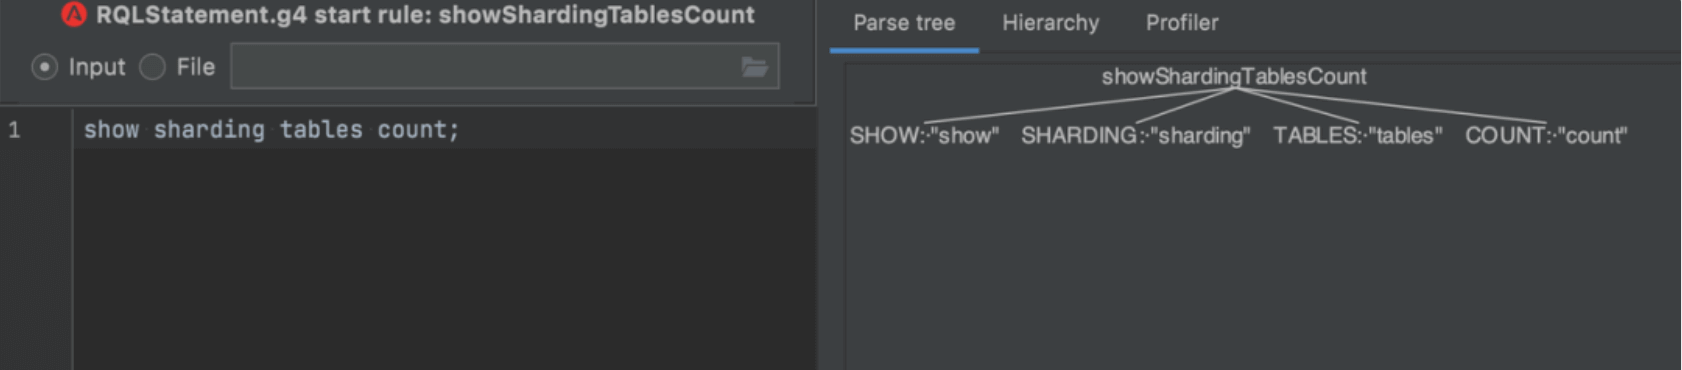 RQLStatement.g4 start rule: showShardingTablesCount
Input File
1 show sharding tables count;
Parse tree Hierarchy Profiler
showShardingTablesCount
SHOW:·"show" SHARDING:·"sharding" TABLES:·"tables" COUNT:·"count"